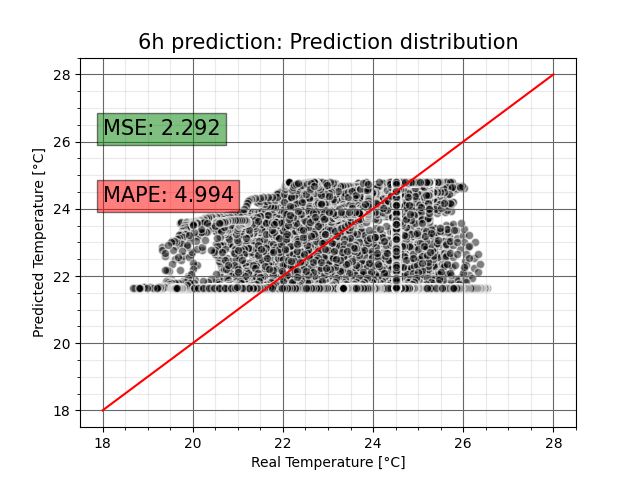 6h prediction: Prediction distribution
28
MSE: 2.292
26
MAPE: 4.994
24
22
20
18
Predicted Temperature [°C]
18 20 22 24 26 28
Real Temperature [°C]